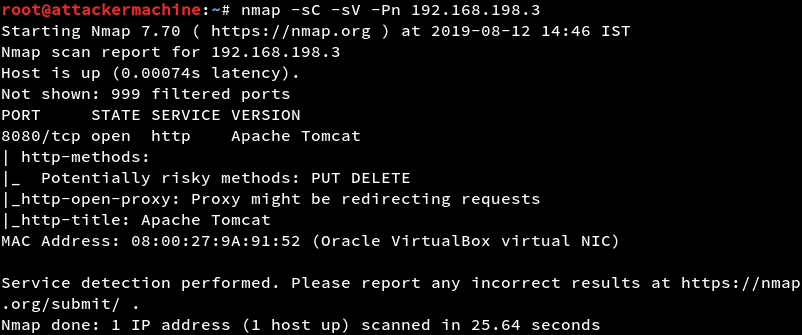 root@attackermachine:~# nmap -sC -sV -Pn 192.168.198.3
Starting Nmap 7.70 ( https://nmap.org ) at 2019-08-12 14:46 IST
Nmap scan report for 192.168.198.3
Host is up (0.00074s latency).
Not shown: 999 filtered ports
PORT     STATE SERVICE VERSION
8080/tcp open  http    Apache Tomcat
| http-methods:
|_  Potentially risky methods: PUT DELETE
|_http-open-proxy: Proxy might be redirecting requests
|_http-title: Apache Tomcat
MAC Address: 08:00:27:9A:91:52 (Oracle VirtualBox virtual NIC)

Service detection performed. Please report any incorrect results at https://nmap
.org/submit/ .
Nmap done: 1 IP address (1 host up) scanned in 25.64 seconds